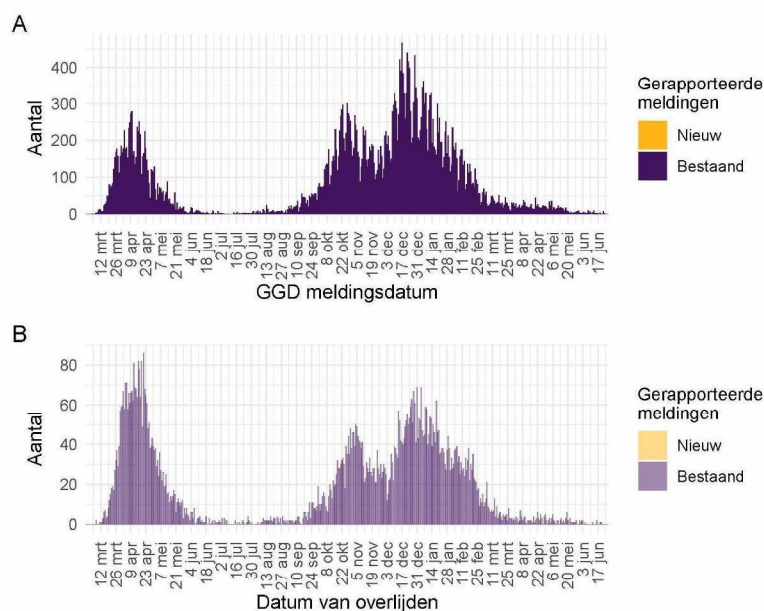 A
Aantal
400
300
200
100
0
12 mrt
26 mrt
9 apr
23 apr
7 mei
21 mei
4 jun
18 jun
2 jul
16 jul
30 jul
13 aug
27 aug
10 sep
24 sep
8 okt
22 okt
5 nov
19 nov
3 dec
17 dec
31 dec
14 jan
28 jan
11 feb
25 feb
11 mrt
25 mrt
8 apr
22 apr
6 mei
20 mei
3 jun
17 jun
GGD meldingsdatum
Gerapporteerde
meldingen
Nieuw
Bestaand
B
Aantal
80
60
40
20
0
12 mrt
26 mrt
9 apr
23 apr
7 mei
21 mei
4 jun
18 jun
2 jul
16 jul
30 jul
13 aug
27 aug
10 sep
24 sep
8 okt
22 okt
5 nov
19 nov
3 dec
17 dec
31 dec
14 jan
28 jan
11 feb
25 feb
11 mrt
25 mrt
8 apr
22 apr
6 mei
20 mei
3 jun
17 jun
Datum van overlijden
Gerapporteerde
meldingen
Nieuw
Bestaand